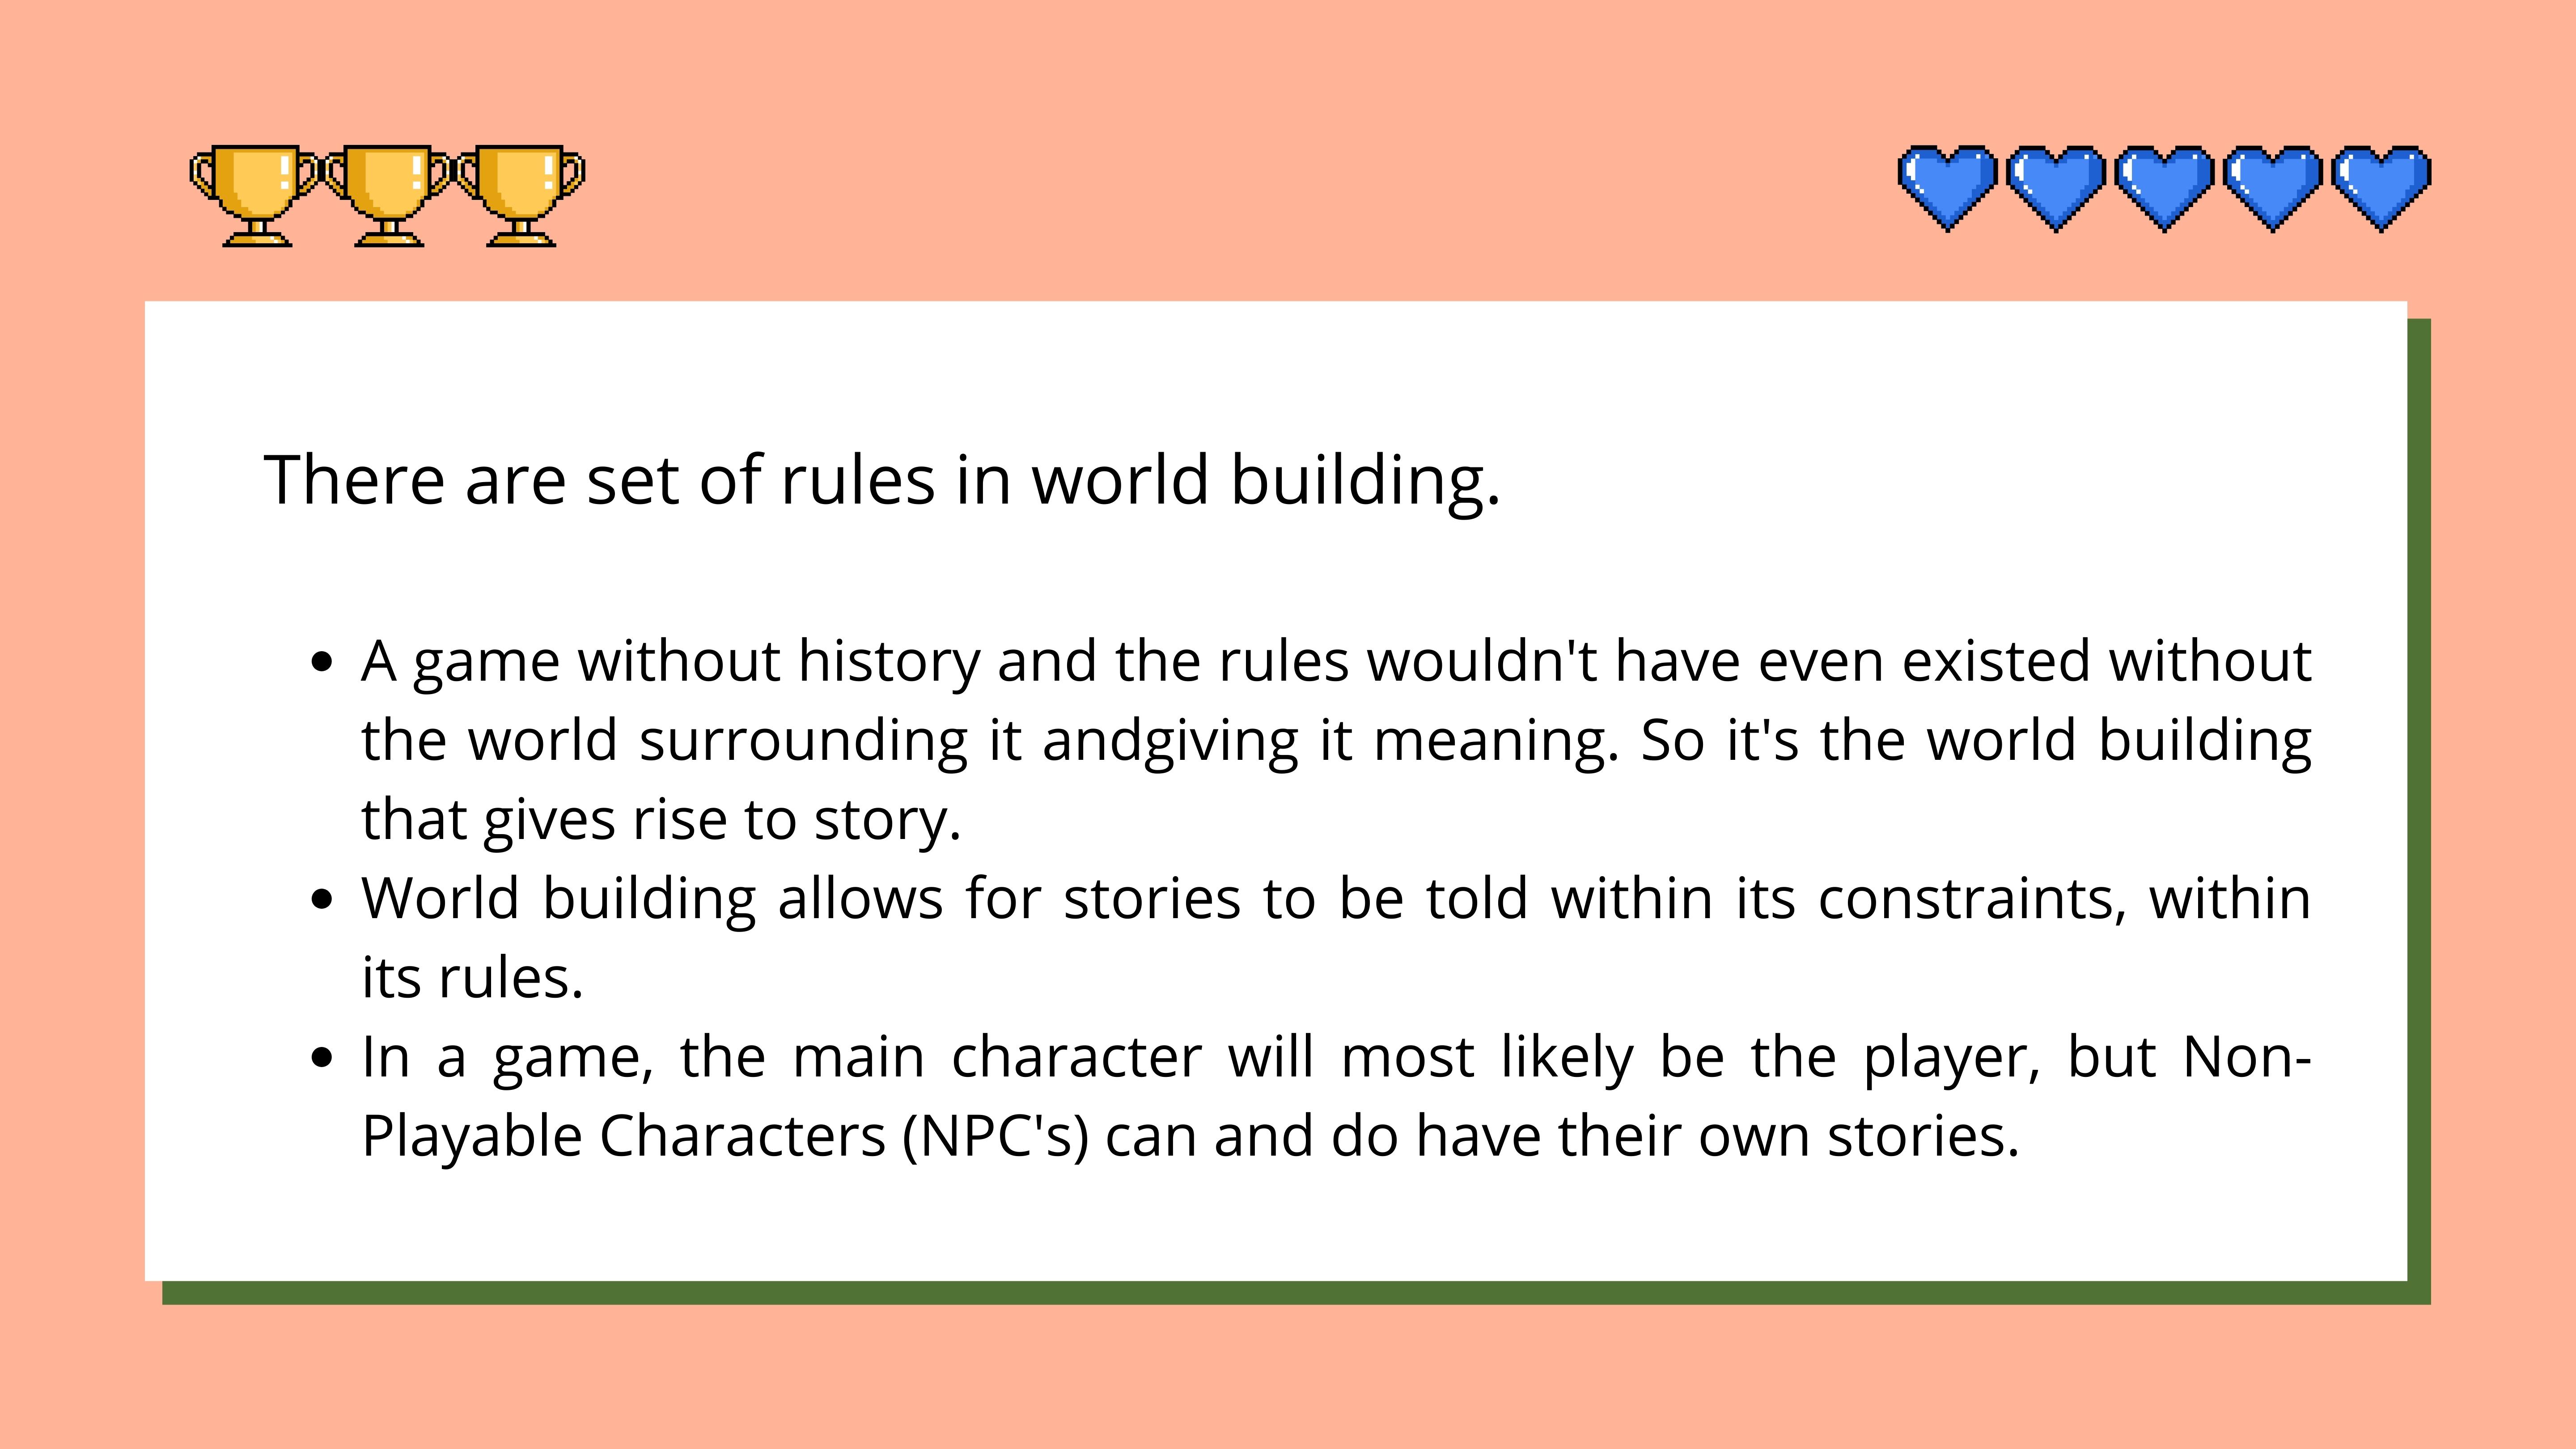 There are set of rules in world building.
• A game without history and the rules wouldn't have even existed without
the world surrounding it andgiving it meaning. So it's the world building
that gives rise to story.
• World building allows for stories to be told within its constraints, within
its rules.
• In a game, the main character will most likely be the player, but Non-
Playable Characters (NPC's) can and do have their own stories.